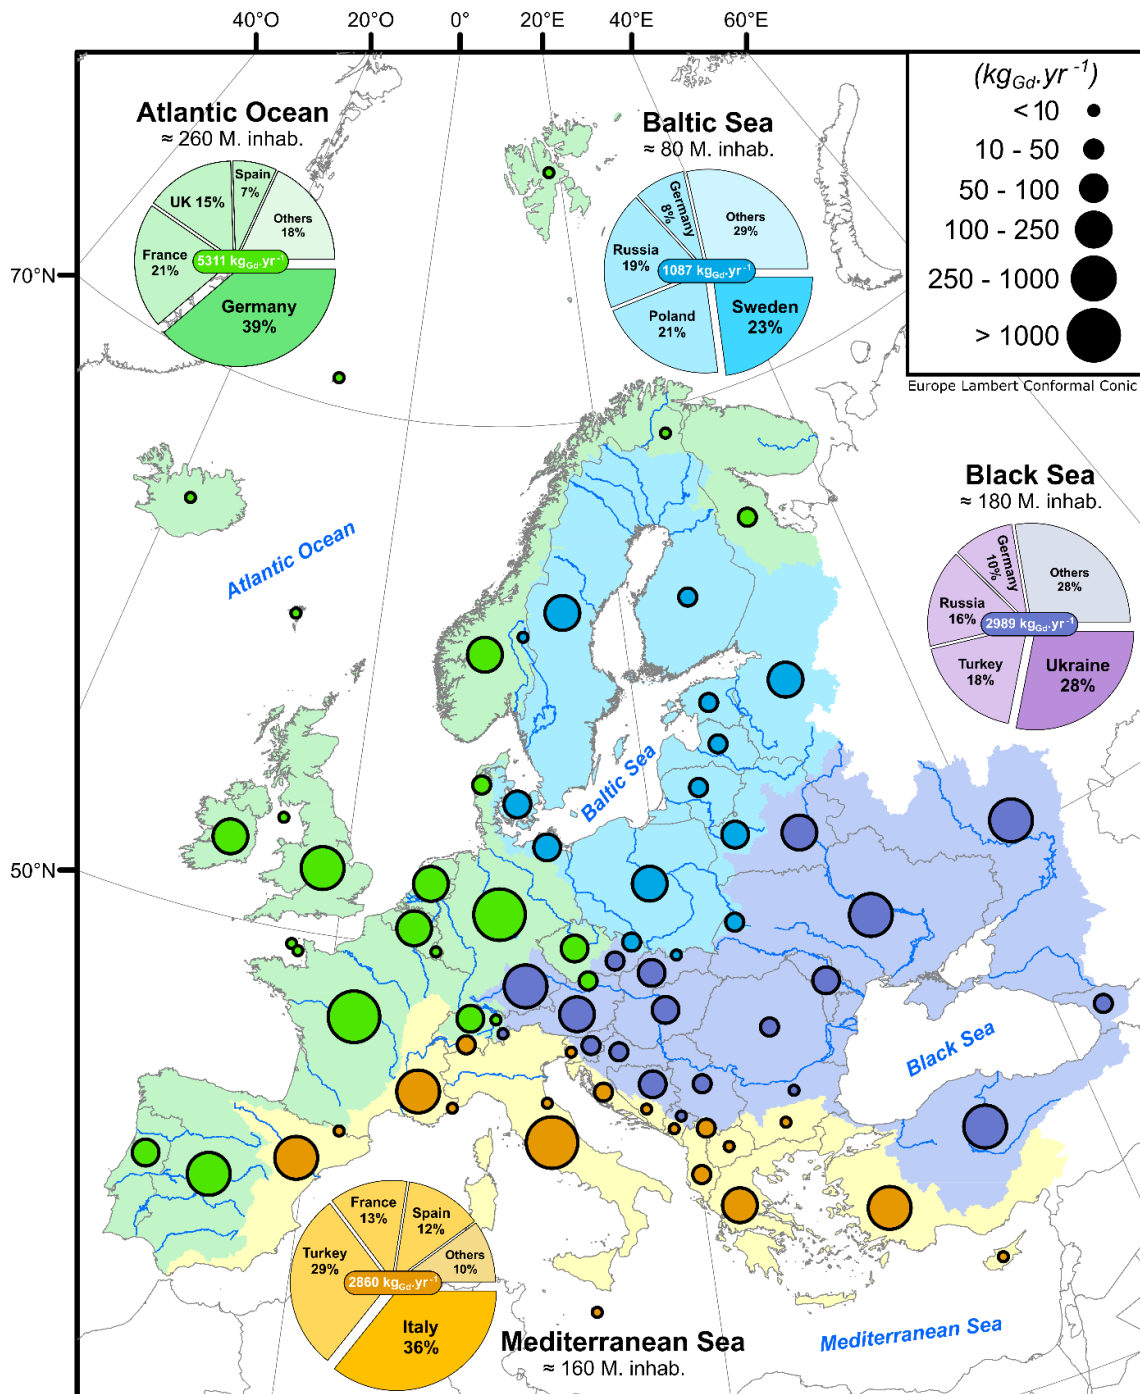 40°O 20°O 0° 20°E 40°E 60°E
70°N
50°N
(kgGd.yr⁻¹)
< 10
10 - 50
50 - 100
100 - 250
250 - 1000
> 1000
Europe Lambert Conformal Conic
Atlantic Ocean
≈ 260 M. inhab.
Spain
7%
UK 15%
Others
18%
France
21%
5311 kgGd.yr⁻¹
Germany
39%
Baltic Sea
≈ 80 M. inhab.
Germany
8%
Others
29%
Russia
19%
1087 kgGd.yr⁻¹
Poland
21%
Sweden
23%
Black Sea
≈ 180 M. inhab.
Germany
10%
Others
28%
Russia
16%
2989 kgGd.yr⁻¹
Turkey
18%
Ukraine
28%
Atlantic Ocean
Baltic Sea
Black Sea
Mediterranean Sea
France
13%
Spain
12%
Turkey
29%
Others
10%
2860 kgGd.yr⁻¹
Italy
36%
Mediterranean Sea
≈ 160 M. inhab.